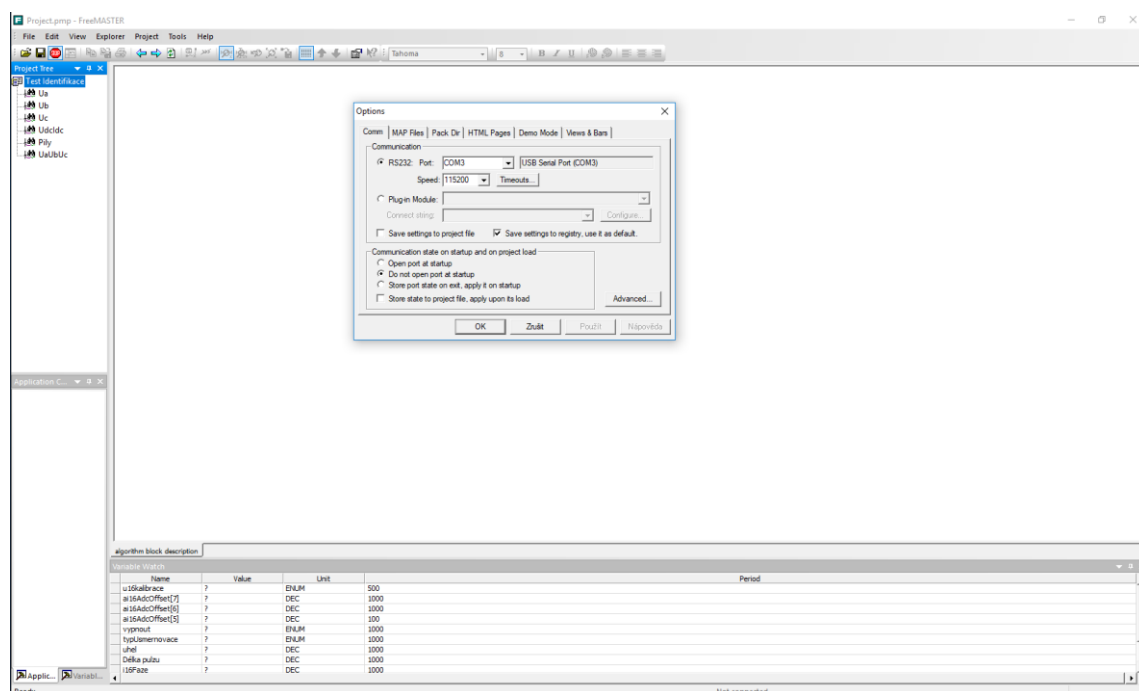 Project.pmp - FreeMASTER
File Edit View Explorer Project Tools Help
Tahoma 8 B I U
Project Tree
Test Identifikace
Ua
Ub
Uc
UdcIdc
Pily
UaUbUc
Options
Comm MAP Files Pack Dir HTML Pages Demo Mode Views & Bars
Communication
RS232: Port: COM3 USB Serial Port (COM3)
Speed: 115200 Timeouts...
Plug-in Module:
Connect string: Configure...
Save settings to project file Save settings to registry, use it as default.
Communication state on startup and on project load
Open port at startup
Do not open port at startup
Store port state on exit, apply it on startup
Store state to project file, apply upon its load Advanced...
OK Zrušit Použít Nápověda
Application C...
algorithm block description
Variable Watch
Name Value Unit Period
u16kalibrace ? ENUM 500
ai16AdcOffset[7] ? DEC 1000
ai16AdcOffset[6] ? DEC 1000
ai16AdcOffset[5] ? DEC 100
vypnout ? ENUM 1000
typUsmernovace ? ENUM 1000
uhel ? DEC 1000
Délka pulzu ? DEC 1000
i16Faze ? DEC 1000
Applic... Variabl...
Ready Not connected